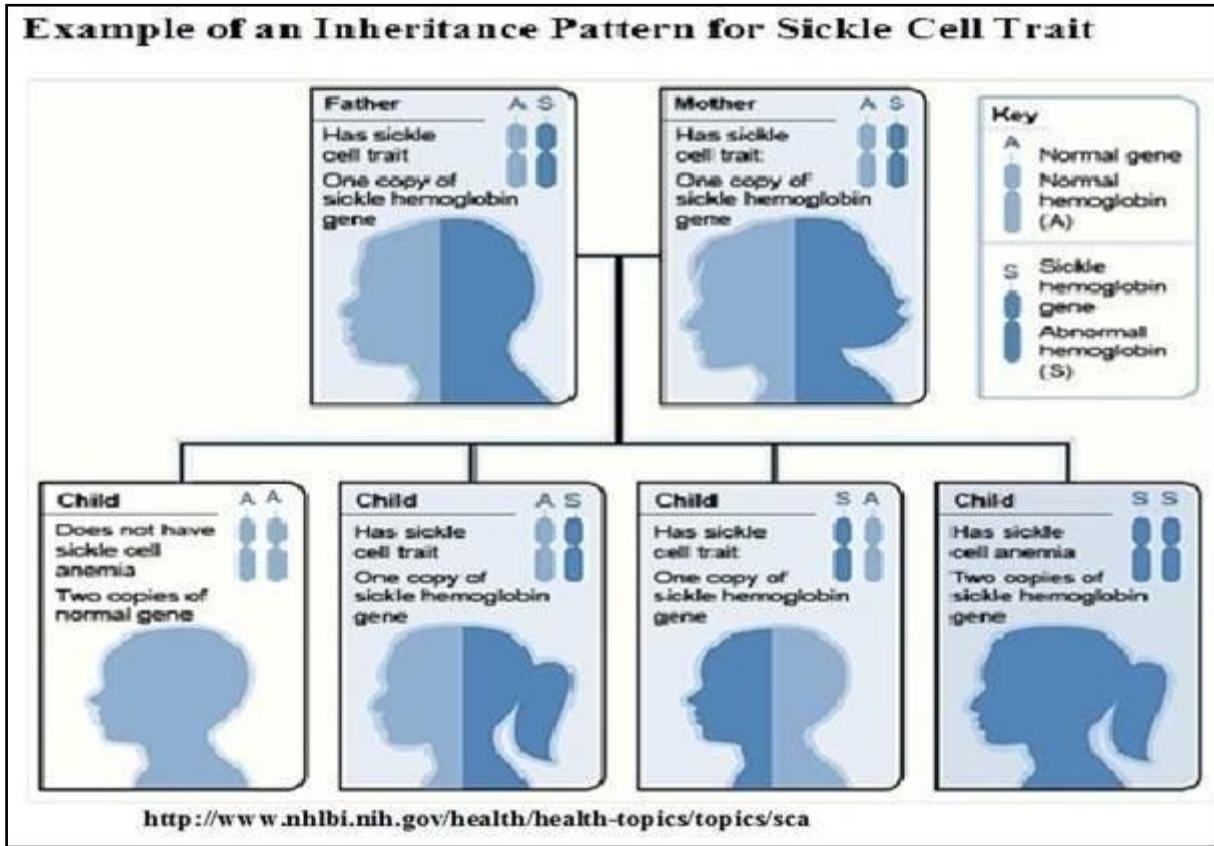 Example of an Inheritance Pattern for Sickle Cell Trait
Father
A S
Has sickle
cell trait
One copy of
sickle hemoglobin
gene
Mother
A S
Has sickle
cell trait
One copy of
sickle hemoglobin
gene
Key
A
Normal gene
Normal
hemoglobin
(A)
S
Sickle
hemoglobin
gene
Abnormall
hemoglobin
(S)
Child
A A
Does not have
sickle cell
anemia
Two copies of
normal gene
Child
A S
Has sickle
cell trait
One copy of
sickle hemoglobin
gene
Child
S A
Has sickle
cell trait
One copy of
sickle hemoglobin
gene
Child
S S
Has sickle
cell anemia
Two copies of
sickle hemoglobin
gene
http://www.nhlbi.nih.gov/health/health-topics/topics/sca